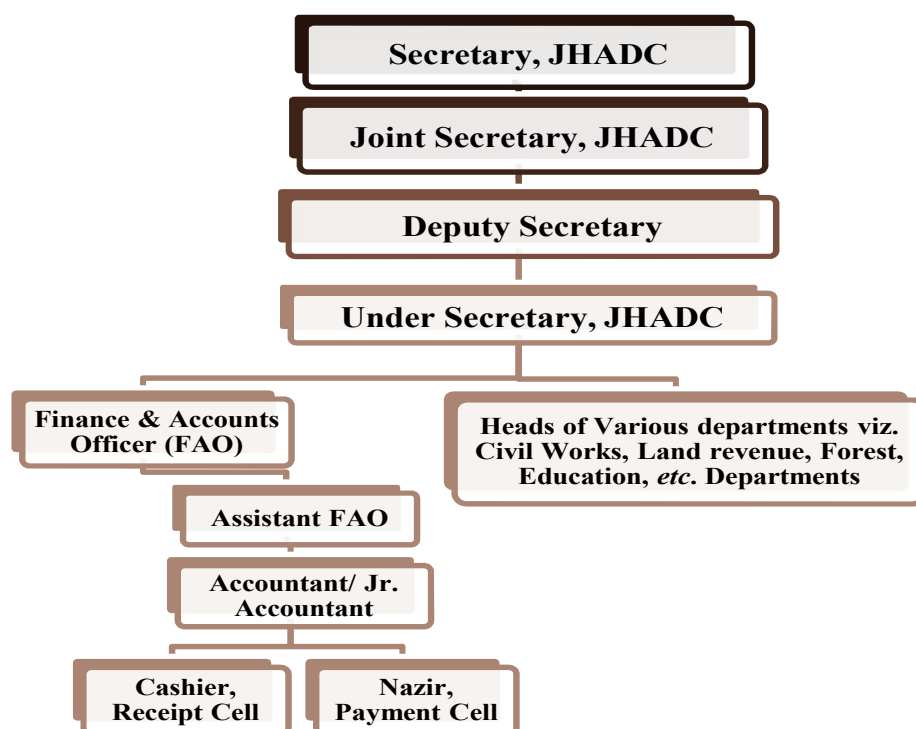 Secretary, JHADC
Joint Secretary, JHADC
Deputy Secretary
Under Secretary, JHADC
Finance & Accounts
Officer (FAO)
Heads of Various departments viz.
Civil Works, Land revenue, Forest,
Education, etc. Departments
Assistant FAO
Accountant/ Jr.
Accountant
Cashier,
Receipt Cell
Nazir,
Payment Cell